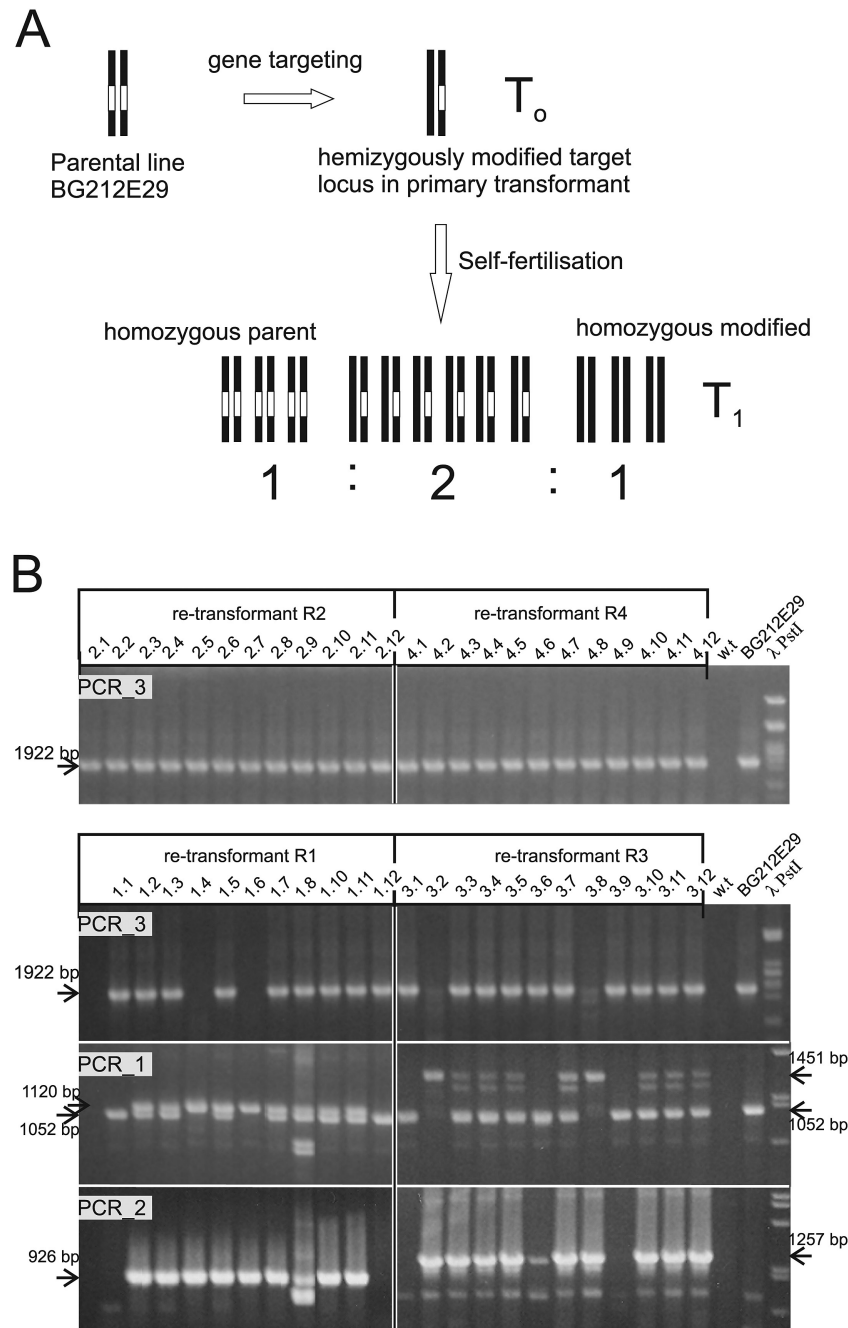 A
gene targeting
T0
Parental line
BG212E29
hemizygously modified target
locus in primary transformant
Self-fertilisation
homozygous parent
homozygous modified
T1
1 : 2 : 1
B
re-transformant R2 re-transformant R4
2.1 2.2 2.3 2.4 2.5 2.6 2.7 2.8 2.9 2.10 2.11 2.12 4.1 4.2 4.3 4.4 4.5 4.6 4.7 4.8 4.9 4.10 4.11 4.12 w.t BG212E29 λ PstI
PCR_3
1922 bp
re-transformant R1 re-transformant R3
1.1 1.2 1.3 1.4 1.5 1.6 1.7 1.8 1.10 1.11 1.12 3.1 3.2 3.3 3.4 3.5 3.6 3.7 3.8 3.9 3.10 3.11 3.12 w.t BG212E29 λ PstI
PCR_3
1922 bp
PCR_1
1451 bp
1120 bp
1052 bp 1052 bp
PCR_2
926 bp 1257 bp